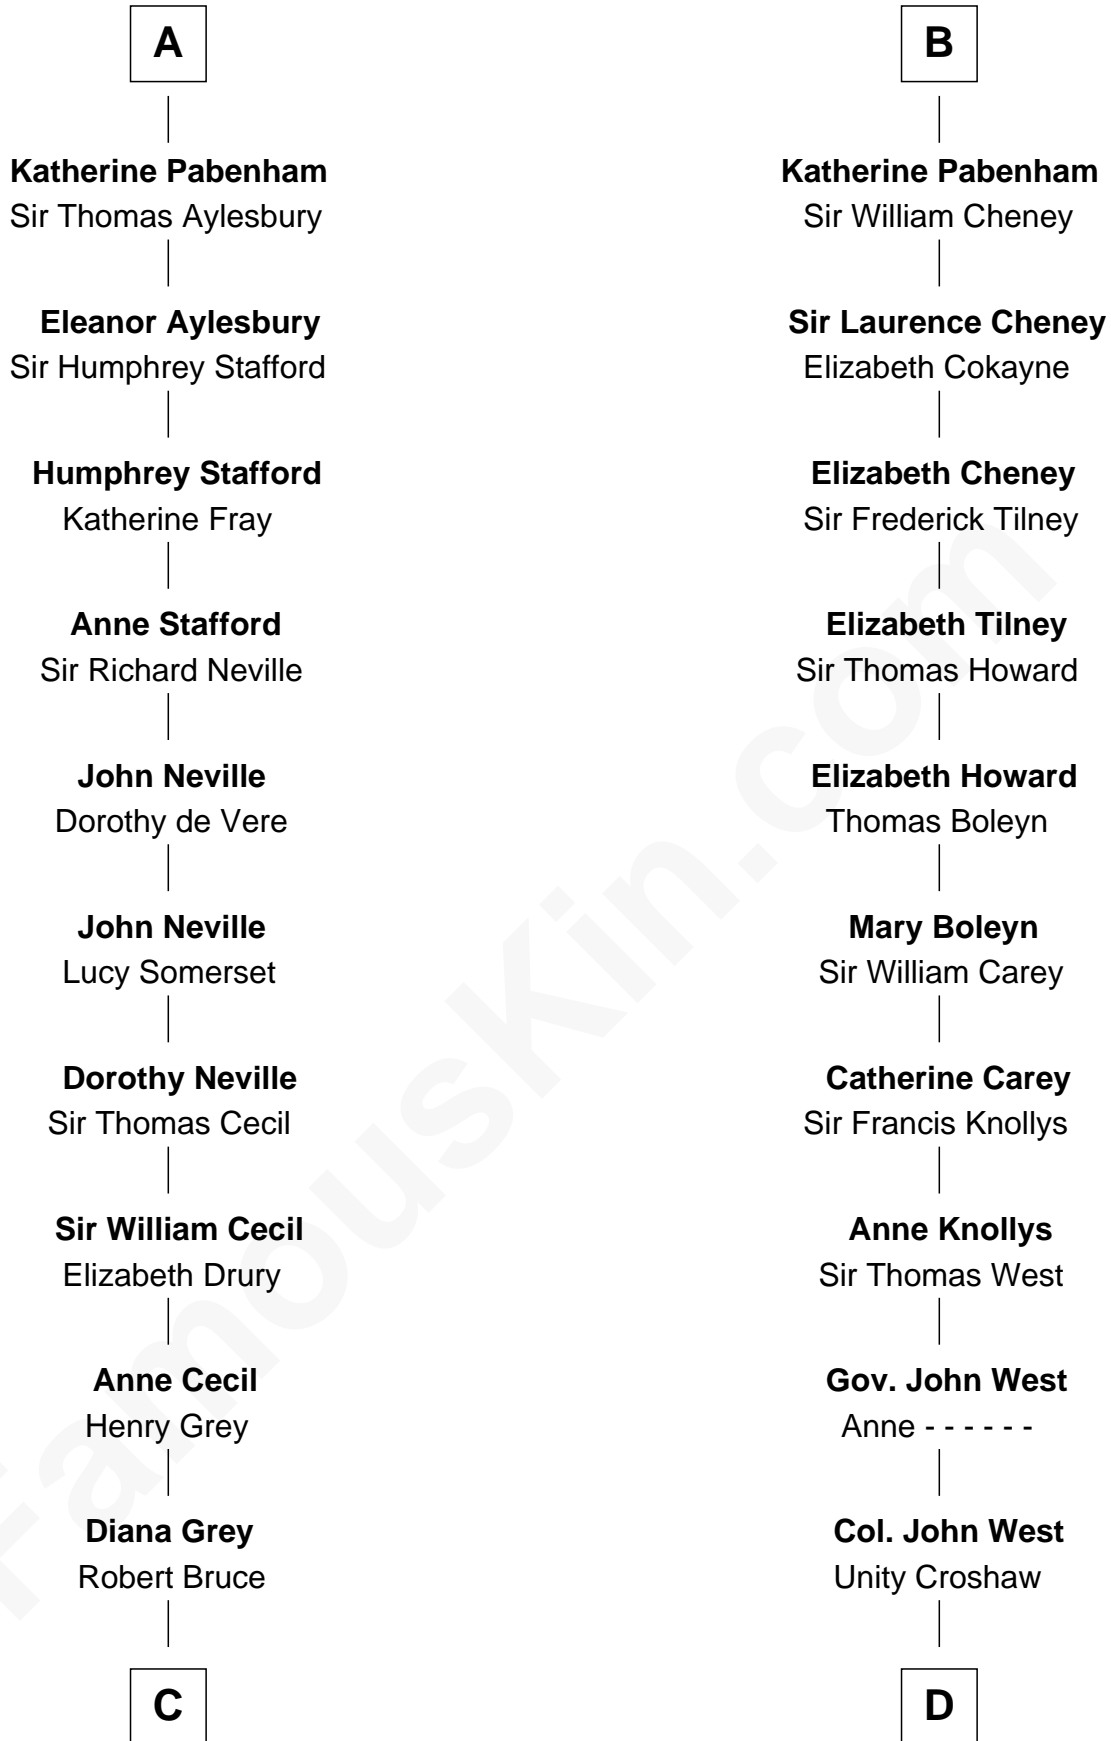 A
Katherine Pabenham
Sir Thomas Aylesbury
Eleanor Aylesbury
Sir Humphrey Stafford
Humphrey Stafford
Katherine Fray
Anne Stafford
Sir Richard Neville
John Neville
Dorothy de Vere
John Neville
Lucy Somerset
Dorothy Neville
Sir Thomas Cecil
Sir William Cecil
Elizabeth Drury
Anne Cecil
Henry Grey
Diana Grey
Robert Bruce
C
B
Katherine Pabenham
Sir William Cheney
Sir Laurence Cheney
Elizabeth Cokayne
Elizabeth Cheney
Sir Frederick Tilney
Elizabeth Tilney
Sir Thomas Howard
Elizabeth Howard
Thomas Boleyn
Mary Boleyn
Sir William Carey
Catherine Carey
Sir Francis Knollys
Anne Knollys
Sir Thomas West
Gov. John West
Anne - - - - - -
Col. John West
Unity Croshaw
D
FamousKin.com